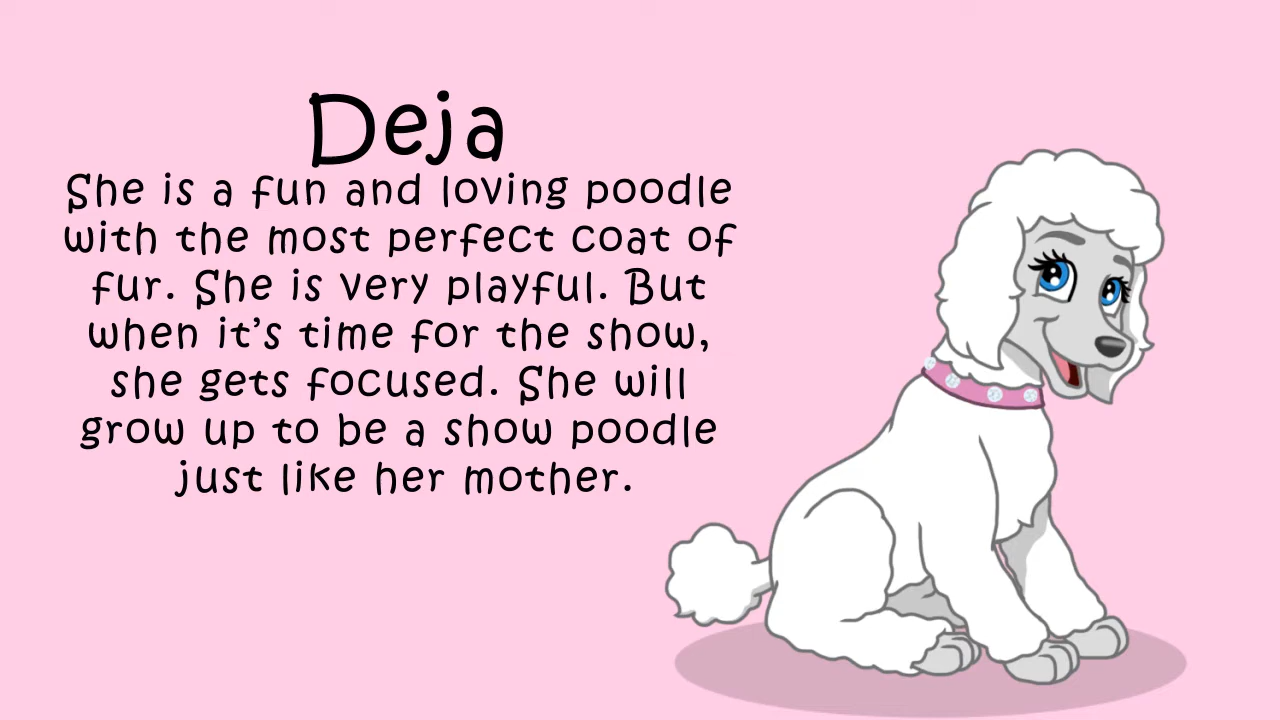 Deja
She is a fun and loving poodle
with the most perfect coat of
fur. She is very playful. But
when it's time for the show,
she gets focused. She will
grow up to be a show poodle
just like her mother.